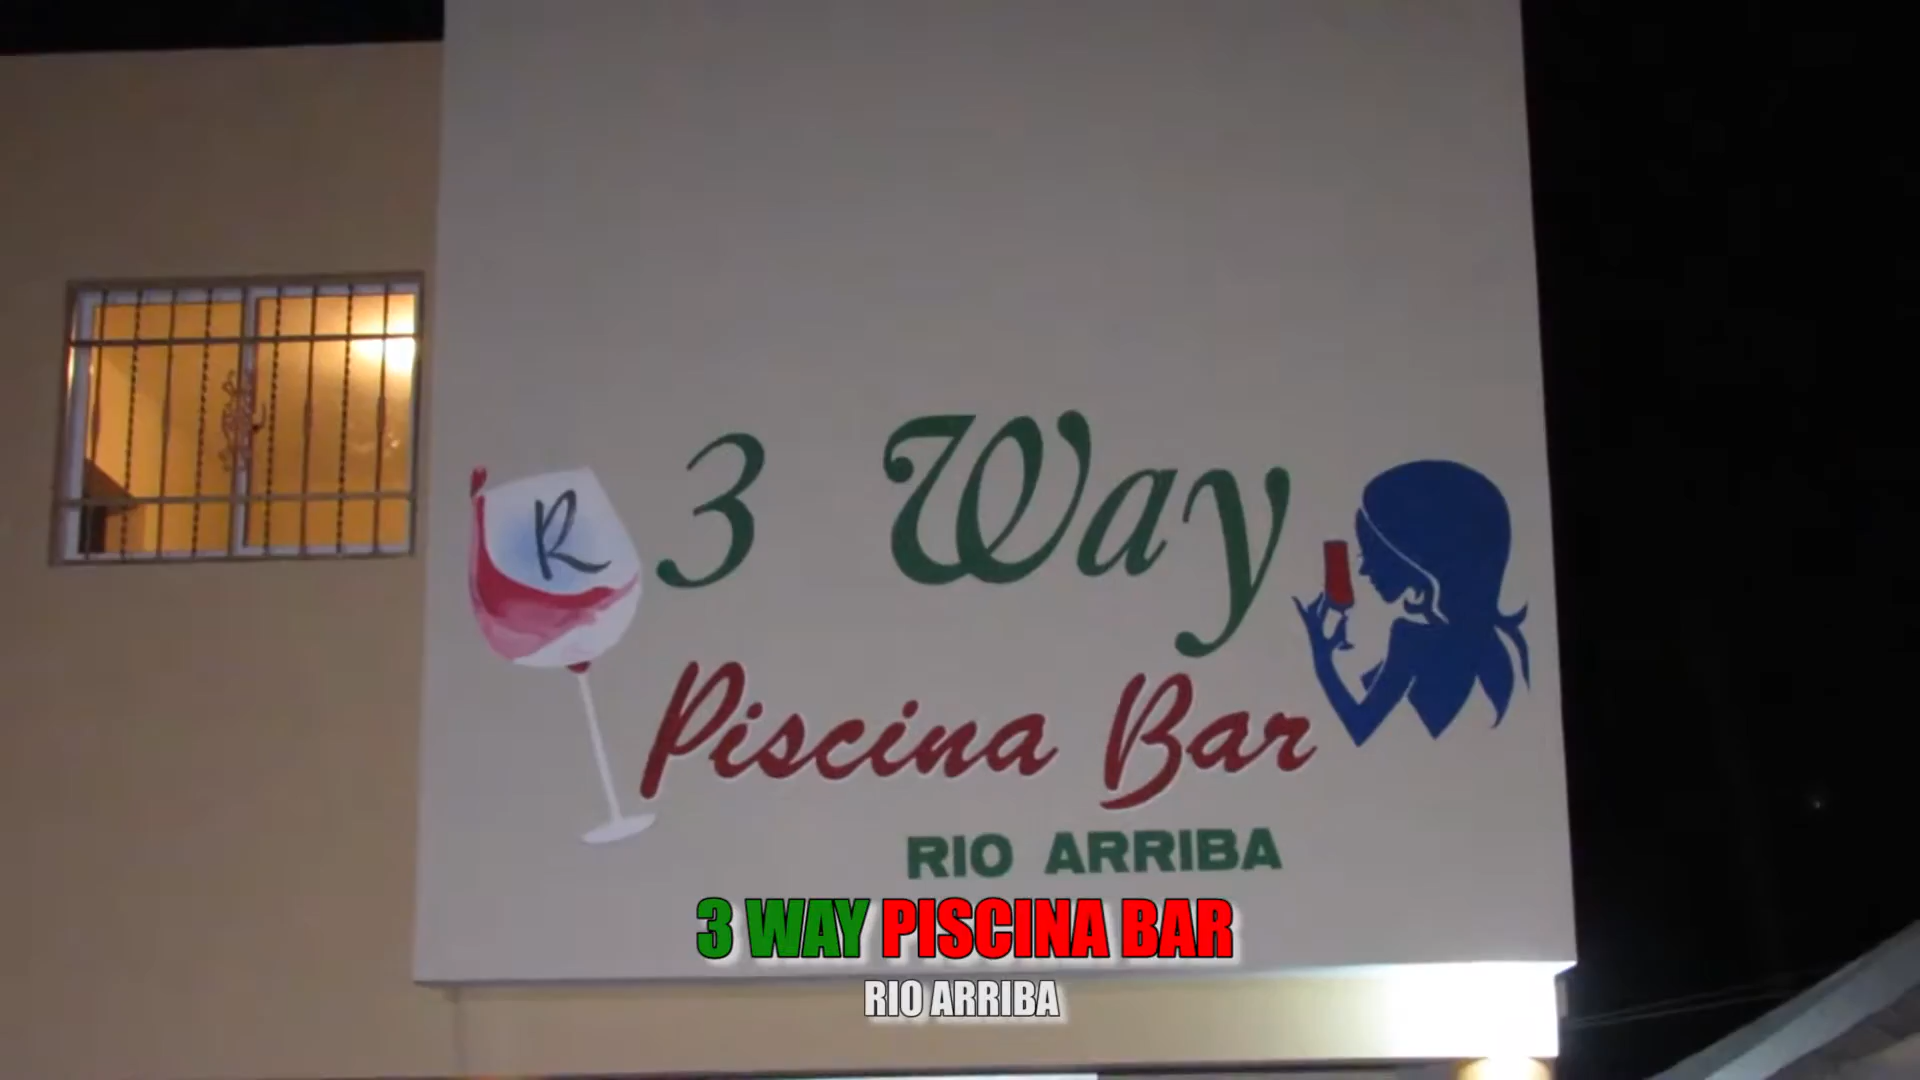 R
3 Way
Piscina Bar
RIO ARRIBA
3 WAY PISCINA BAR
RIO ARRIBA